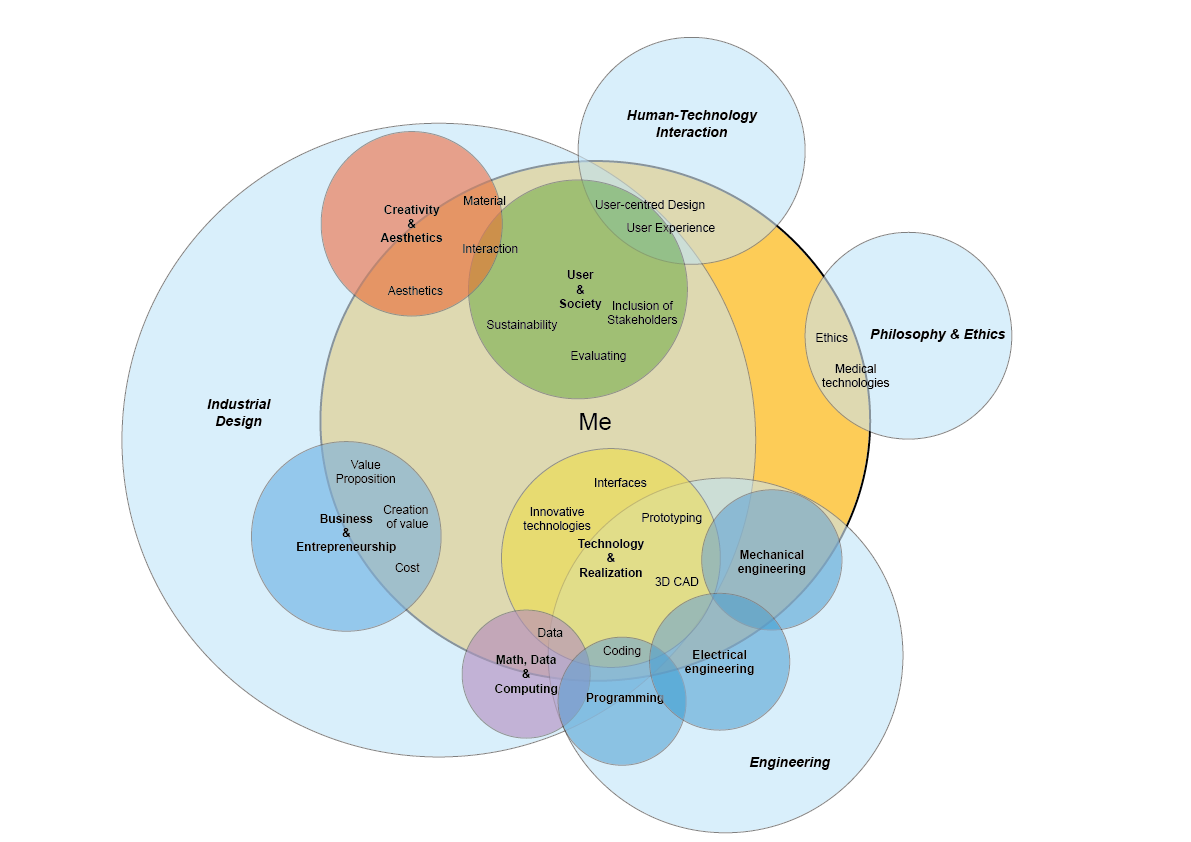 Human-Technology
Interaction
Material
Creativity
&
Aesthetics
Interaction
Aesthetics
User-centred Design
User Experience
User
&
Society
Inclusion of
Stakeholders
Sustainability
Evaluating
Ethics
Philosophy & Ethics
Medical
technologies
Industrial
Design
Me
Value
Proposition
Creation
of value
Business
&
Entrepreneurship
Cost
Interfaces
Innovative
technologies
Prototyping
Technology
&
Realization
3D CAD
Mechanical
engineering
Data
Math, Data
&
Computing
Coding
Programming
Electrical
engineering
Engineering